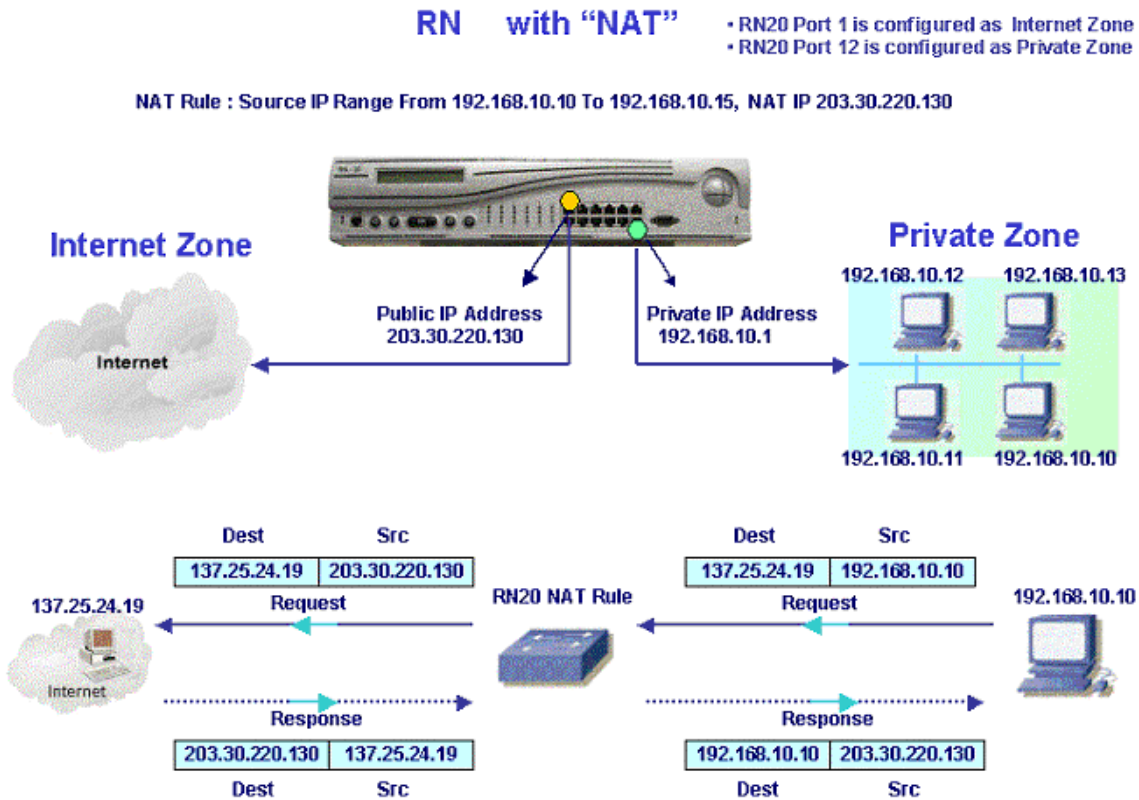 RN with “NAT”
• RN20 Port 1 is configured as Internet Zone
• RN20 Port 12 is configured as Private Zone
NAT Rule : Source IP Range From 192.168.10.10 To 192.168.10.15, NAT IP 203.30.220.130
Internet Zone
Private Zone
192.168.10.12 192.168.10.13
Public IP Address
203.30.220.130
Private IP Address
192.168.10.1
Internet
192.168.10.11 192.168.10.10
Dest Src
137.25.24.19 203.30.220.130
Dest Src
137.25.24.19 192.168.10.10
137.25.24.19
Request
RN20 NAT Rule
Request
192.168.10.10
Internet
Response
203.30.220.130 137.25.24.19
Dest Src
Response
192.168.10.10 203.30.220.130
Dest Src